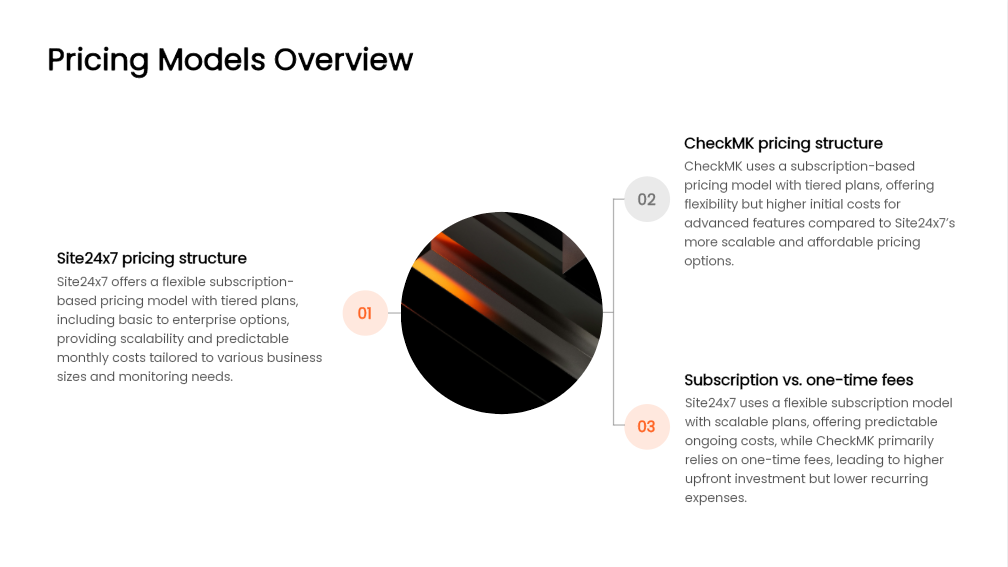 Pricing Models Overview
Site24x7 pricing structure
Site24x7 offers a flexible subscription-
based pricing model with tiered plans,
including basic to enterprise options,
providing scalability and predictable
monthly costs tailored to various business
sizes and monitoring needs.
01
02
CheckMK pricing structure
CheckMK uses a subscription-based
pricing model with tiered plans, offering
flexibility but higher initial costs for
advanced features compared to Site24x7’s
more scalable and affordable pricing
options.
03
Subscription vs. one-time fees
Site24x7 uses a flexible subscription model
with scalable plans, offering predictable
ongoing costs, while CheckMK primarily
relies on one-time fees, leading to higher
upfront investment but lower recurring
expenses.